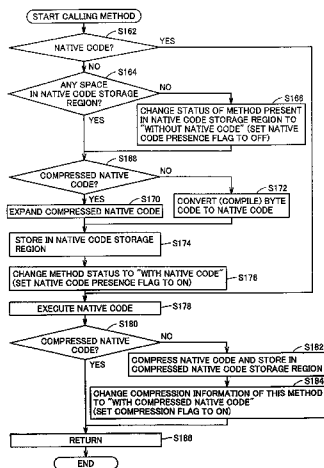 START CALLING METHOD
S162
NATIVE CODE?
YES
NO
S164
ANY SPACE
IN NATIVE CODE STORAGE
REGION?
NO
YES
S166
CHANGE STATUS OF METHOD PRESENT
IN NATIVE CODE STORAGE REGION TO
"WITHOUT NATIVE CODE" (SET NATIVE
CODE PRESENCE FLAG TO OFF)
S168
COMPRESSED NATIVE
CODE?
NO
YES
S170
EXPAND COMPRESSED NATIVE CODE
S172
CONVERT (COMPILE) BYTE
CODE TO NATIVE CODE
STORE IN NATIVE CODE STORAGE
REGION
S174
CHANGE METHOD STATUS TO "WITH NATIVE CODE"
(SET NATIVE CODE PRESENCE FLAG TO ON)
S176
EXECUTE NATIVE CODE
S178
S180
COMPRESSED NATIVE
CODE?
NO
YES
S182
COMPRESS NATIVE CODE AND STORE IN
COMPRESSED NATIVE CODE STORAGE REGION
S184
CHANGE COMPRESSION INFORMATION OF THIS METHOD
TO "WITH COMPRESSED NATIVE CODE"
(SET COMPRESSION FLAG TO ON)
RETURN
S186
END